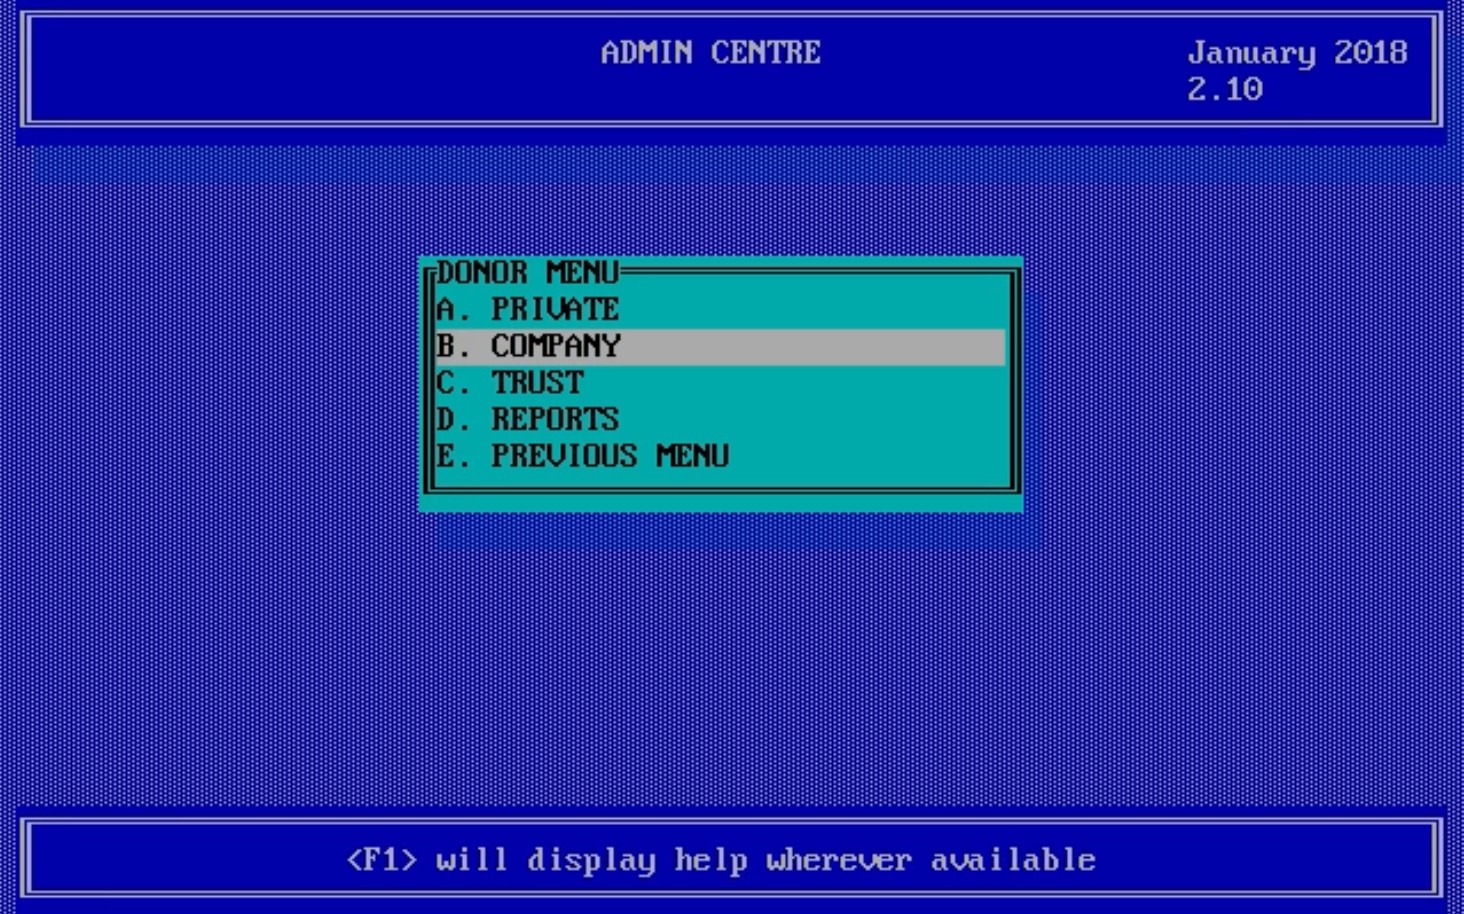 ADMIN CENTRE
January 2018
2.10
DONOR MENU
A. PRIVATE
B. COMPANY
C. TRUST
D. REPORTS
E. PREVIOUS MENU
<F1> will display help wherever available